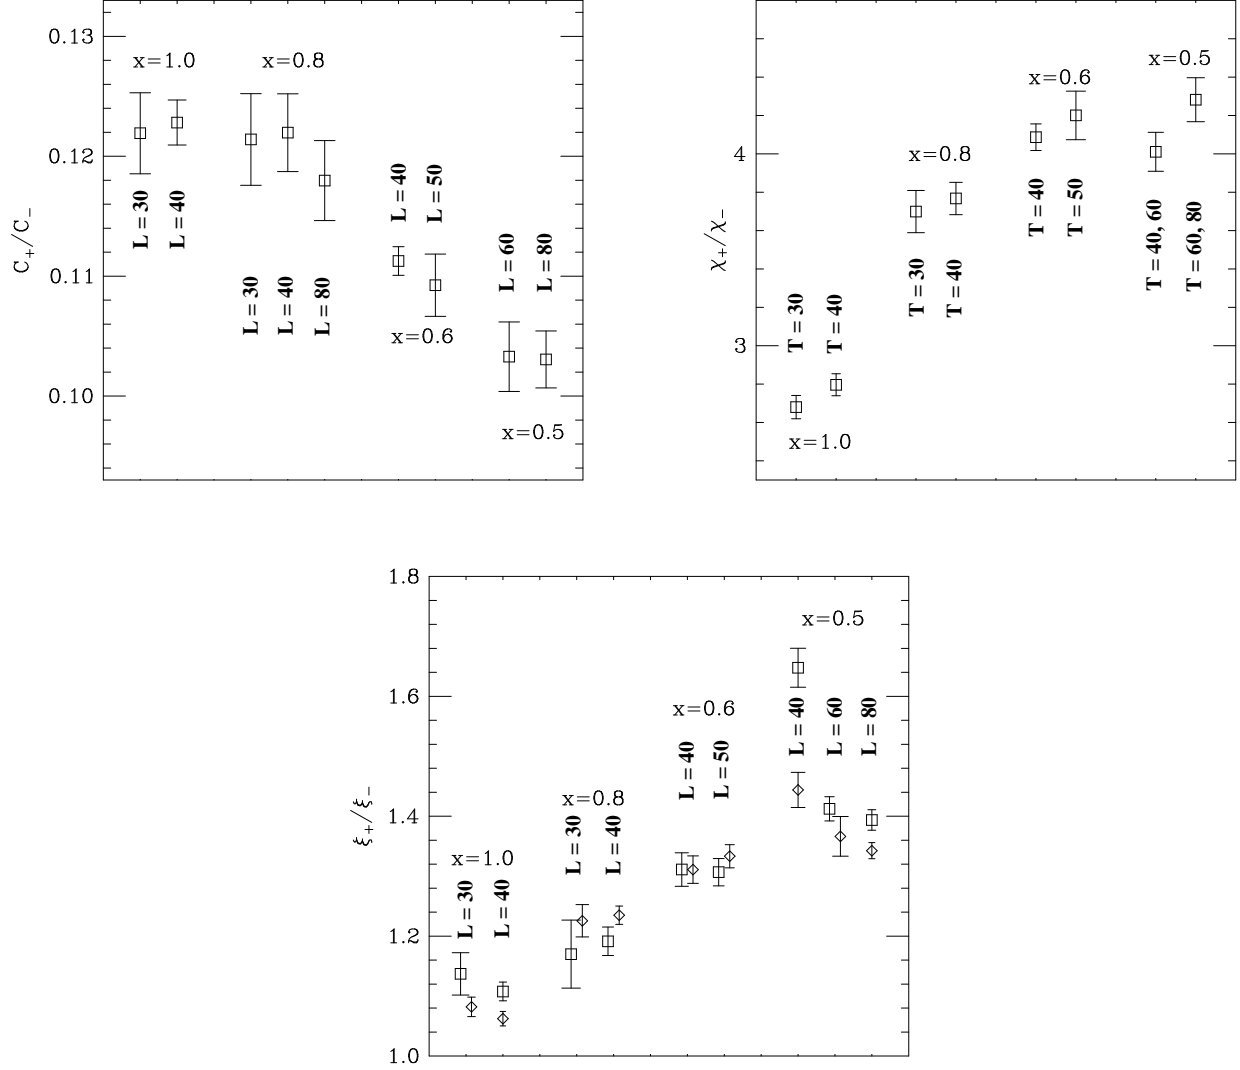 0.13
0.12
0.11
0.10
C₊/C₋
x=1.0
x=0.8
L = 30
L = 40
L = 30
L = 40
L = 80
L = 40
L = 50
x=0.6
L = 60
L = 80
x=0.5
4
3
χ₊/χ₋
x=0.5
x=0.6
x=0.8
T = 30
T = 40
x=1.0
T = 30
T = 40
T = 40
T = 50
T = 40, 60
T = 60, 80
1.8
1.6
1.4
1.2
1.0
ξ₊/ξ₋
x=1.0
L = 30
L = 40
x=0.8
L = 30
L = 40
x=0.6
L = 40
L = 50
x=0.5
L = 40
L = 60
L = 80